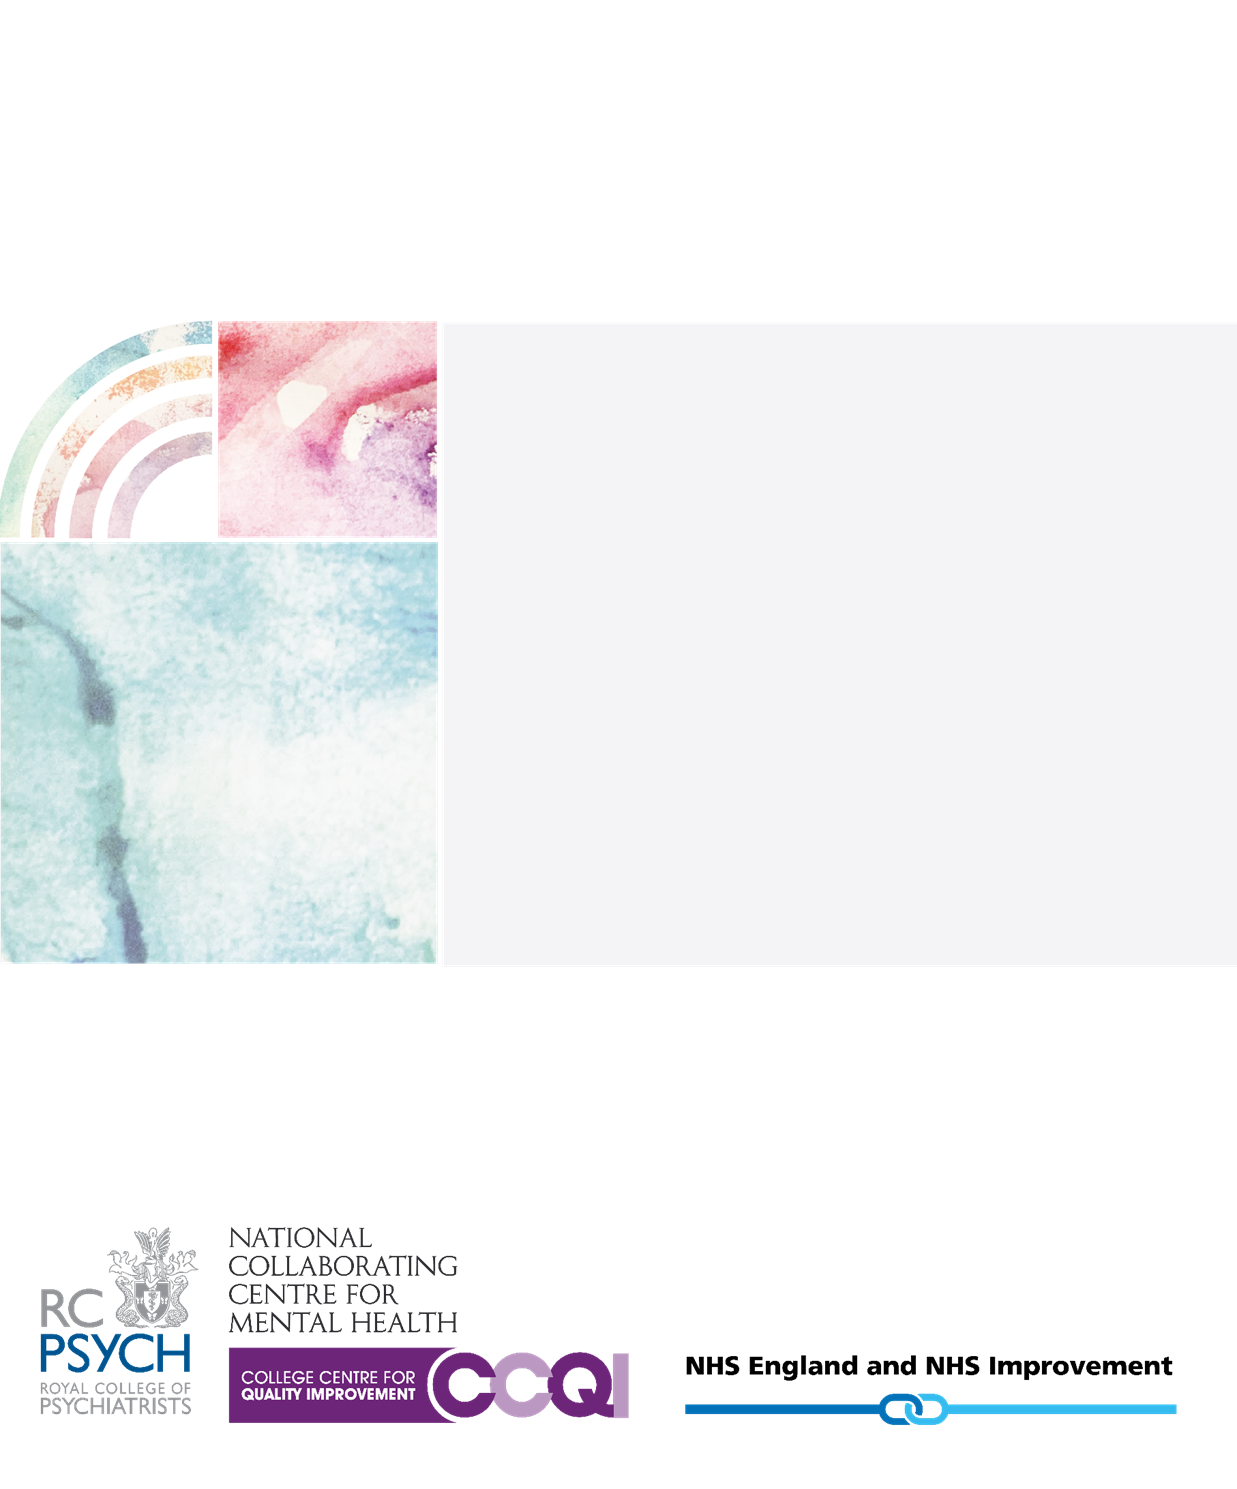 NATIONAL
COLLABORATING
CENTRE FOR
MENTAL HEALTH
RC
PSYCH
ROYAL COLLEGE OF
PSYCHIATRISTS
COLLEGE CENTRE FOR
QUALITY IMPROVEMENT
CCQI
NHS England and NHS Improvement